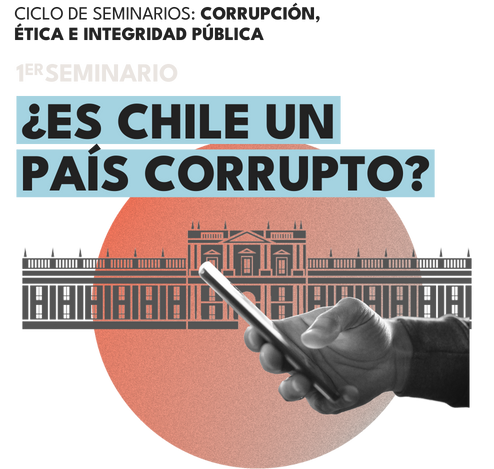 CICLO DE SEMINARIOS: CORRUPCIÓN,
ÉTICA E INTEGRIDAD PÚBLICA
1ER SEMINARIO
¿ES CHILE UN
PAÍS CORRUPTO?